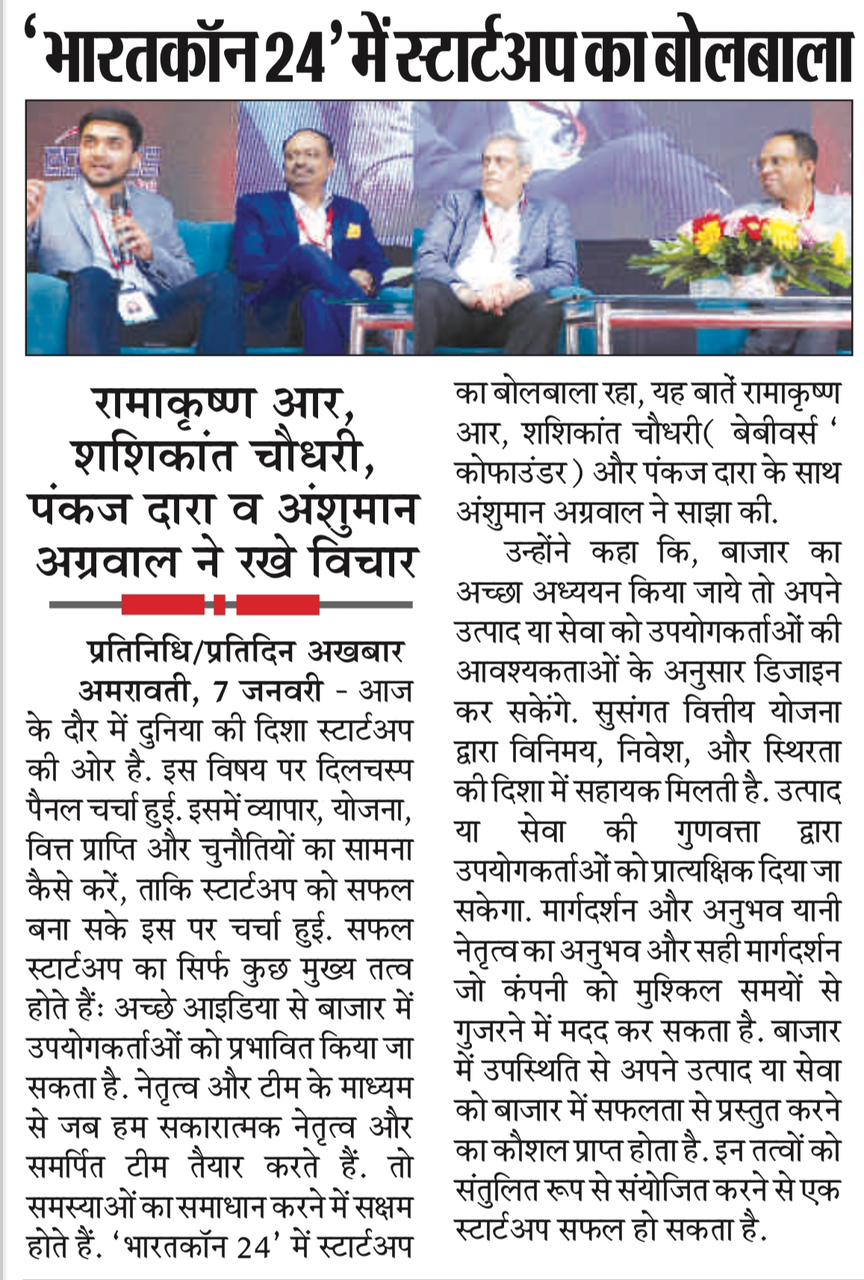 ‘भारतकॉन 24’ में स्टार्टअप का बोलबाला
रामाकृष्ण आर,
शशिकांत चौधरी,
पंकज दारा व अंशुमान
अग्रवाल ने रखे विचार
प्रतिनिधि/प्रतिदिन अखबार
अमरावती, 7 जनवरी - आज
के दौर में दुनिया की दिशा स्टार्टअप
की ओर है. इस विषय पर दिलचस्प
पैनल चर्चा हुई. इसमें व्यापार, योजना,
वित्त प्राप्ति और चुनौतियों का सामना
कैसे करें, ताकि स्टार्टअप को सफल
बना सके इस पर चर्चा हुई. सफल
स्टार्टअप का सिर्फ कुछ मुख्य तत्व
होते हैंः अच्छे आइडिया से बाजार में
उपयोगकर्ताओं को प्रभावित किया जा
सकता है. नेतृत्व और टीम के माध्यम
से जब हम सकारात्मक नेतृत्व और
समर्पित टीम तैयार करते हैं. तो
समस्याओं का समाधान करने में सक्षम
होते हैं. ‘भारतकॉन 24’ में स्टार्टअप
का बोलबाला रहा, यह बातें रामाकृष्ण
आर, शशिकांत चौधरी( बेबीवर्स ‘
कोफाउंडर ) और पंकज दारा के साथ
अंशुमान अग्रवाल ने साझा की.
उन्होंने कहा कि, बाजार का
अच्छा अध्ययन किया जाये तो अपने
उत्पाद या सेवा को उपयोगकर्ताओं की
आवश्यकताओं के अनुसार डिजाइन
कर सकेंगे. सुसंगत वित्तीय योजना
द्वारा विनिमय, निवेश, और स्थिरता
की दिशा में सहायक मिलती है. उत्पाद
या सेवा की गुणवत्ता द्वारा
उपयोगकर्ताओं को प्रात्यक्षिक दिया जा
सकेगा. मार्गदर्शन और अनुभव यानी
नेतृत्व का अनुभव और सही मार्गदर्शन
जो कंपनी को मुश्किल समयों से
गुजरने में मदद कर सकता है. बाजार
में उपस्थिति से अपने उत्पाद या सेवा
को बाजार में सफलता से प्रस्तुत करने
का कौशल प्राप्त होता है. इन तत्वों को
संतुलित रूप से संयोजित करने से एक
स्टार्टअप सफल हो सकता है.